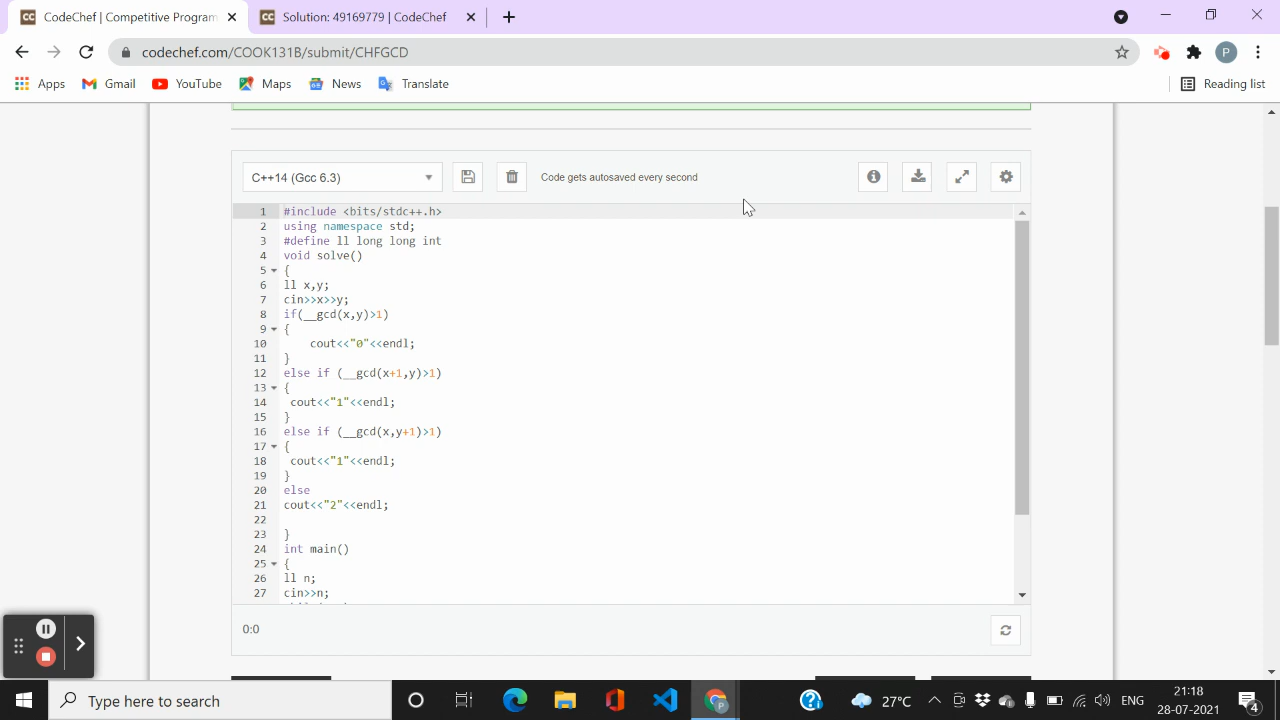 CodeChef | Competitive Program
Solution: 49169779 | CodeChef
codechef.com/COOK131B/submit/CHFGCD
P
Apps
Gmail
YouTube
Maps
News
Translate
Reading list
C++14 (Gcc 6.3)
Code gets autosaved every second
1 #include <bits/stdc++.h>
2 using namespace std;
3 #define ll long long int
4 void solve()
5 {
6 ll x,y;
7 cin>>x>>y;
8 if(__gcd(x,y)>1)
9 {
10 cout<<"0"<<endl;
11 }
12 else if (__gcd(x+1,y)>1)
13 {
14 cout<<"1"<<endl;
15 }
16 else if (__gcd(x,y+1)>1)
17 {
18 cout<<"1"<<endl;
19 }
20 else
21 cout<<"2"<<endl;
22
23 }
24 int main()
25 {
26 ll n;
27 cin>>n;
0:0
Type here to search
27°C
ENG
21:18
28-07-2021
4